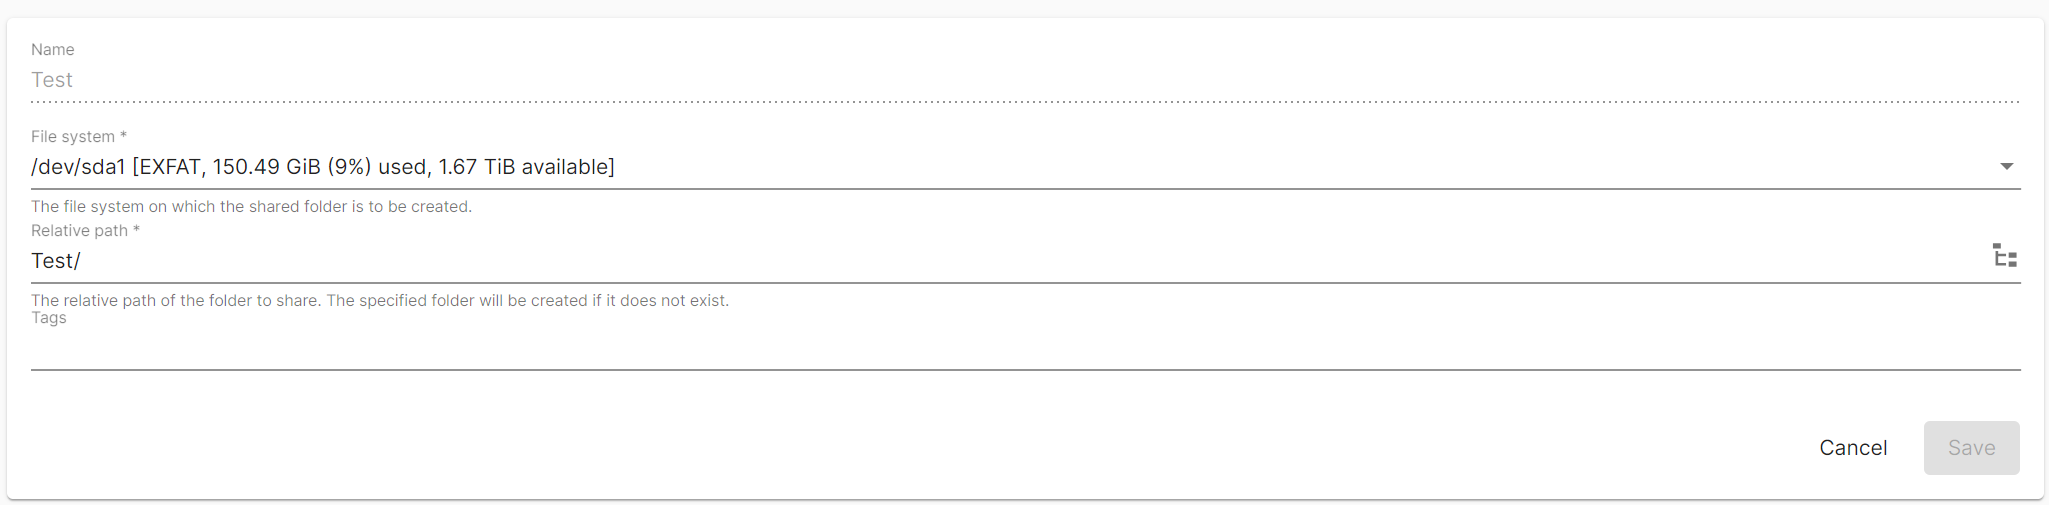 Name
Test
File system *
/dev/sda1 [EXFAT, 150.49 GiB (9%) used, 1.67 TiB available]
The file system on which the shared folder is to be created.
Relative path *
Test/
The relative path of the folder to share. The specified folder will be created if it does not exist.
Tags
Cancel Save